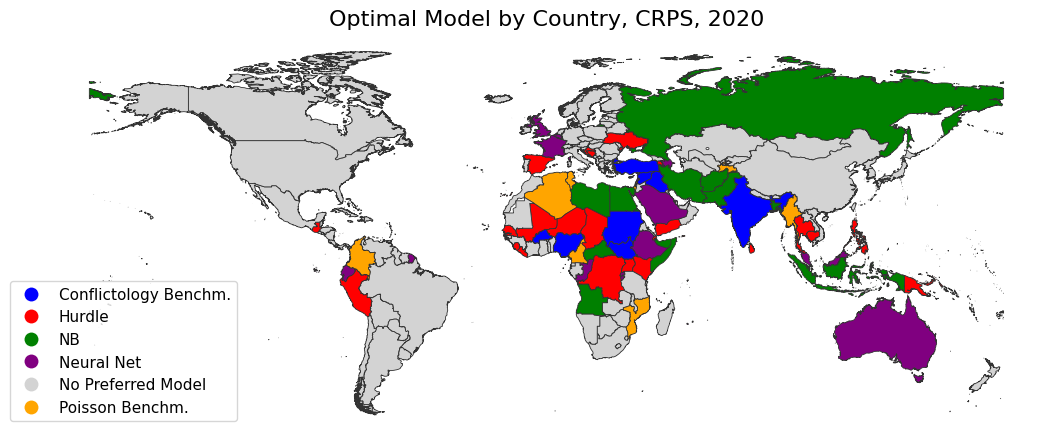 Optimal Model by Country, CRPS, 2020
Conflictology Benchm.
Hurdle
NB
Neural Net
No Preferred Model
Poisson Benchm.